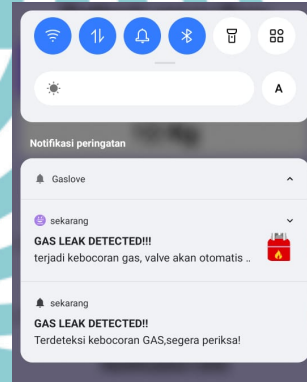 A
Notifikasi peringatan
Gaslove
sekarang
GAS LEAK DETECTED!!!
terjadi kebocoran gas, valve akan otomatis ..
sekarang
GAS LEAK DETECTED!!
Terdeteksi kebocoran GAS,segera periksa!